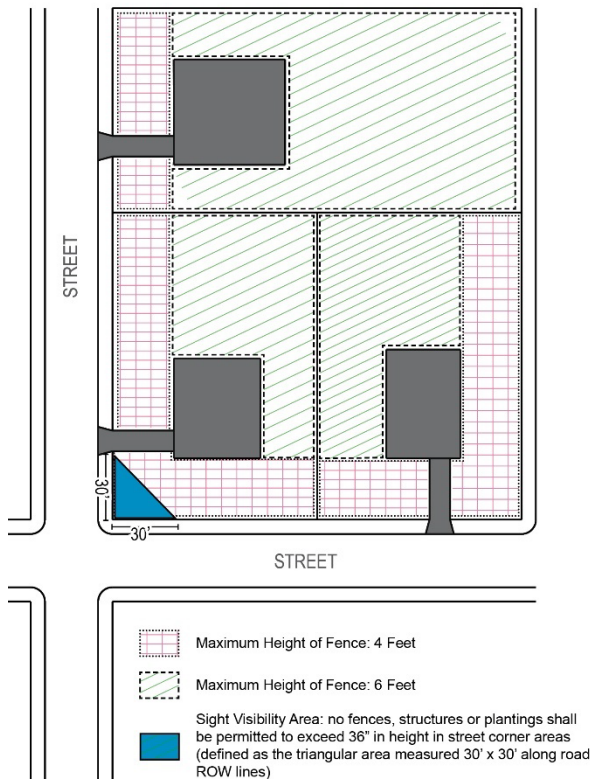 STREET
30'
30'
STREET
Maximum Height of Fence: 4 Feet
Maximum Height of Fence: 6 Feet
Sight Visibility Area: no fences, structures or plantings shall
be permitted to exceed 36" in height in street corner areas
(defined as the triangular area measured 30' x 30' along road
ROW lines)